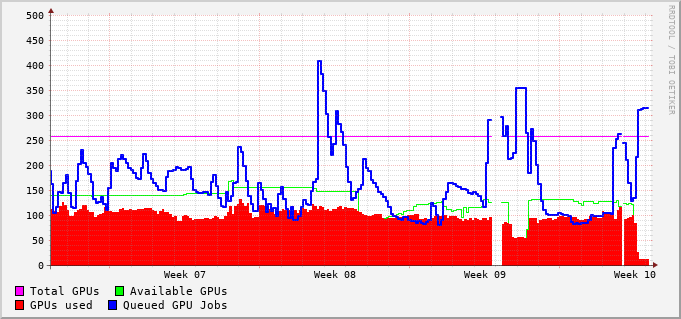 500
450
400
350
300
250
200
150
100
50
0
Week 07 Week 08 Week 09 Week 10
Total GPUs Available GPUs
GPUs used Queued GPU Jobs
RRDTOOL / TOBI OETIKER